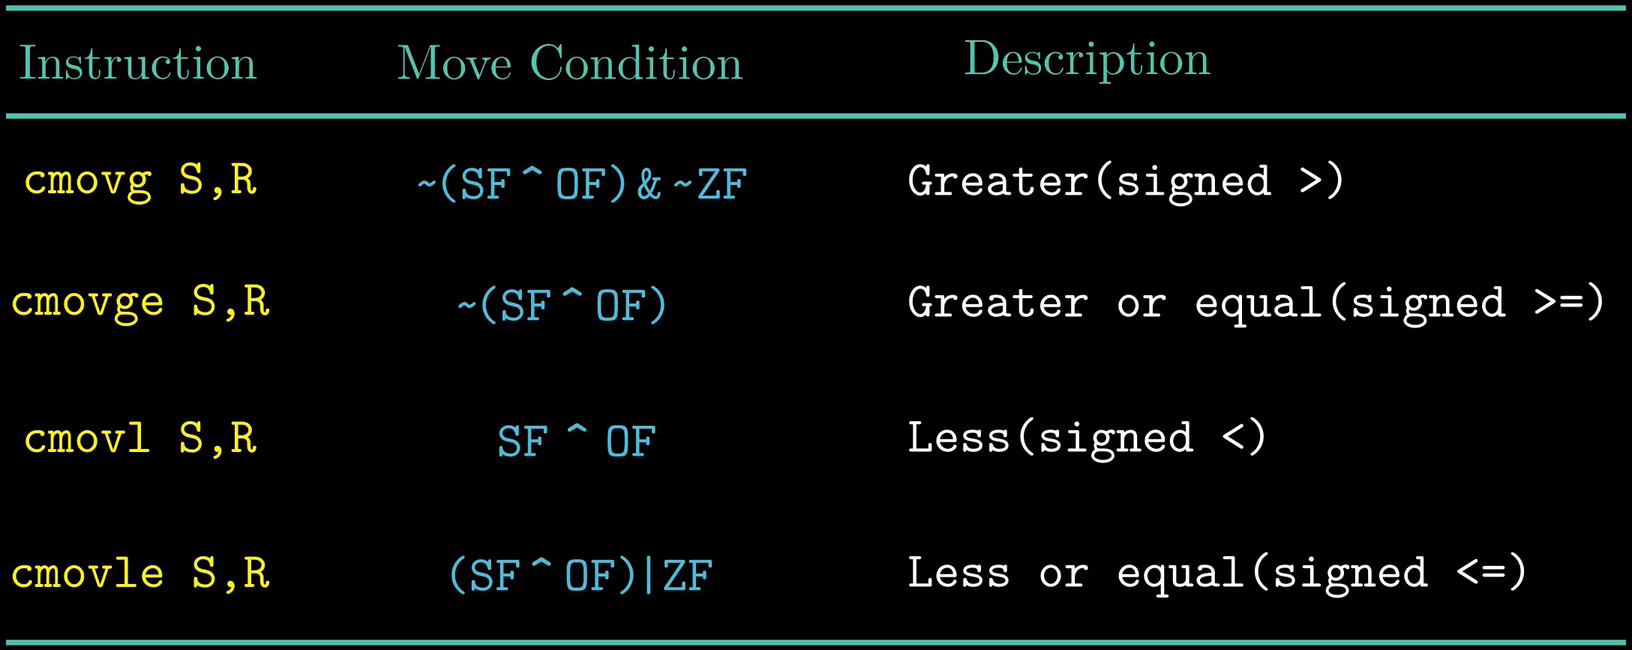 Instruction Move Condition Description
cmovg S,R ~(SF ^ OF) & ~ZF Greater(signed >)
cmovge S,R ~(SF ^ OF) Greater or equal(signed >=)
cmovl S,R SF ^ OF Less(signed <)
cmovle S,R (SF ^ OF)|ZF Less or equal(signed <=)